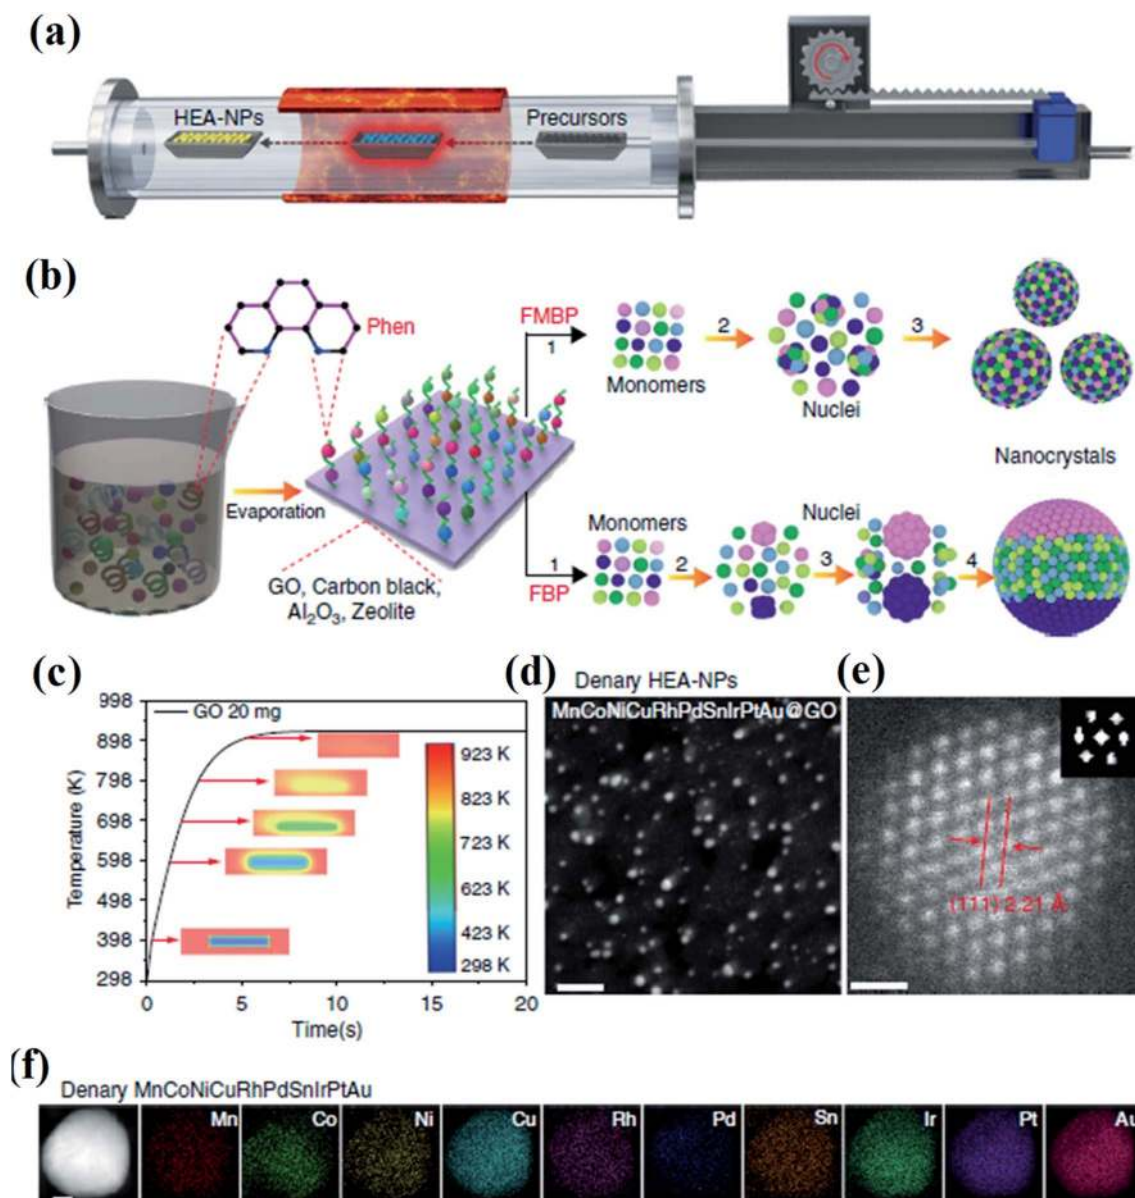 (a)
HEA-NPs
Precursors
(b)
Phen
Evaporation
GO, Carbon black,
Al₂O₃, Zeolite
FMBP
1
Monomers
2
Nuclei
3
Nanocrystals
FBP
1
Monomers
2
3
Nuclei
4
(c)
998
898
798
698
598
498
398
298
Temperature (K)
GO 20 mg
923 K
823 K
723 K
623 K
423 K
298 K
0
5
10
15
20
Time(s)
(d)
Denary HEA-NPs
MnCoNiCuRhPdSnIrPtAu@GO
(e)
(111) 2.21 Å
(f)
Denary MnCoNiCuRhPdSnIrPtAu
Mn
Co
Ni
Cu
Rh
Pd
Sn
Ir
Pt
Au